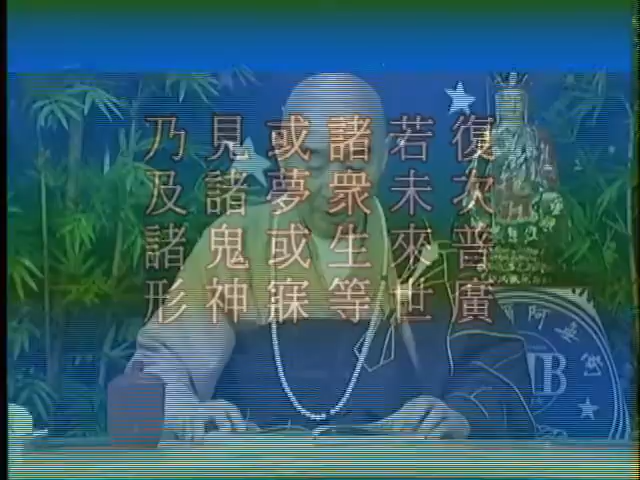 復次普廣
若未來世
諸眾生等
或夢或寐
見諸鬼神
乃及諸形